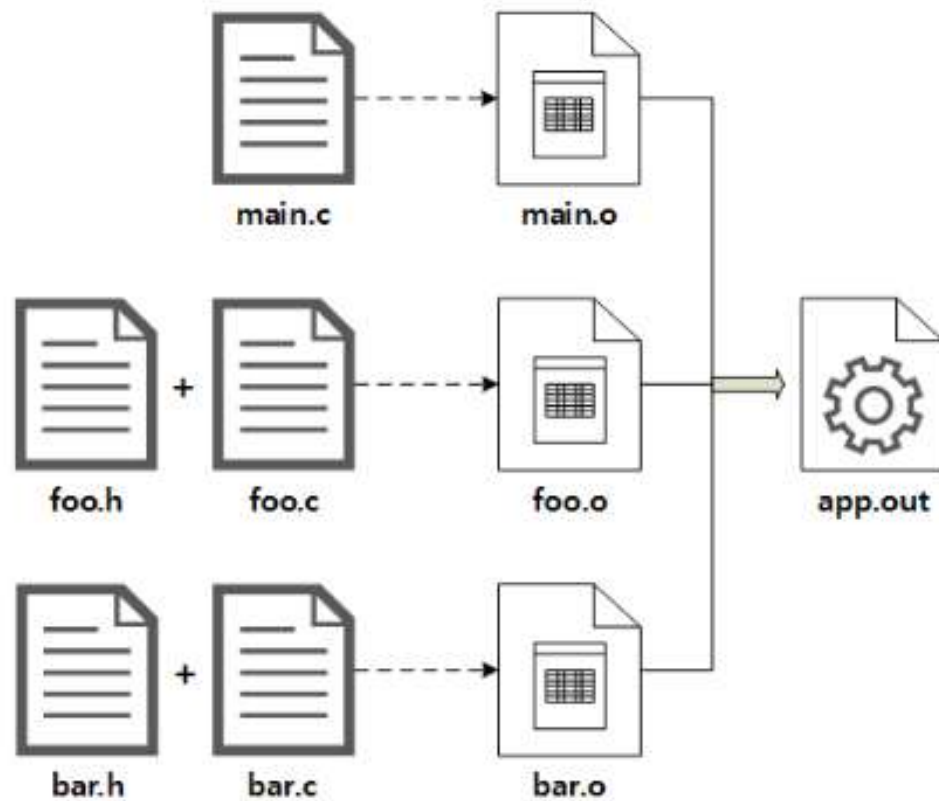 main.c
main.o
+
foo.h
foo.c
foo.o
app.out
+
bar.h
bar.c
bar.o